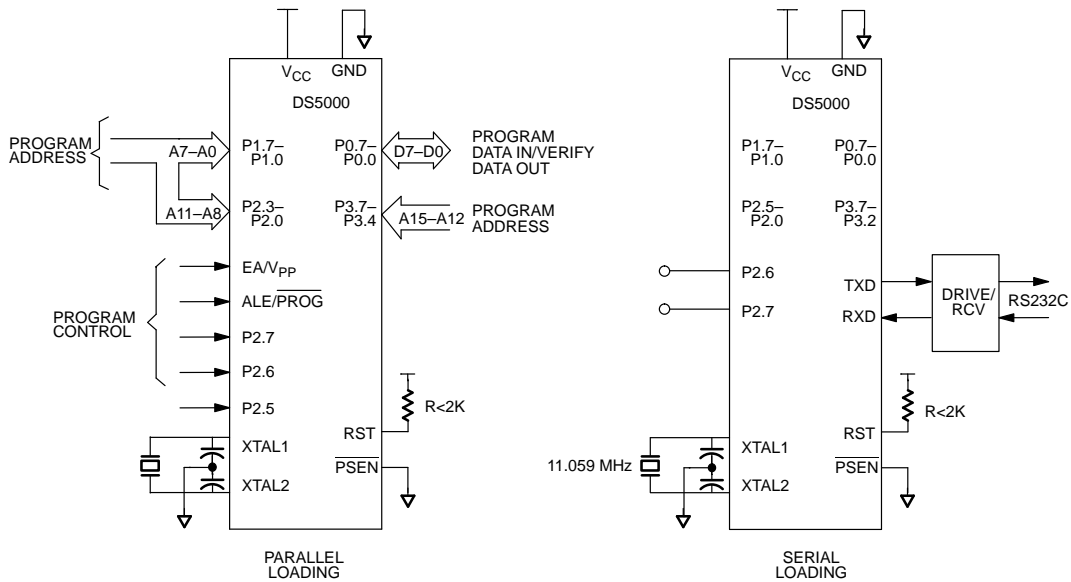 VCC GND
DS5000
PROGRAM
ADDRESS
A7–A0
A11–A8
P1.7–
P1.0
P2.3–
P2.0
P0.7–
P0.0
P3.7–
P3.4
D7–D0
PROGRAM
DATA IN/VERIFY
DATA OUT
A15–A12
PROGRAM
ADDRESS
PROGRAM
CONTROL
EA/VPP
ALE/PROG
P2.7
P2.6
P2.5
XTAL1
XTAL2
RST
PSEN
R<2K
PARALLEL
LOADING
VCC GND
DS5000
P1.7–
P1.0
P2.5–
P2.0
P0.7–
P0.0
P3.7–
P3.2
P2.6
P2.7
TXD
RXD
DRIVE/
RCV
RS232C
11.059 MHz
XTAL1
XTAL2
RST
PSEN
R<2K
SERIAL
LOADING